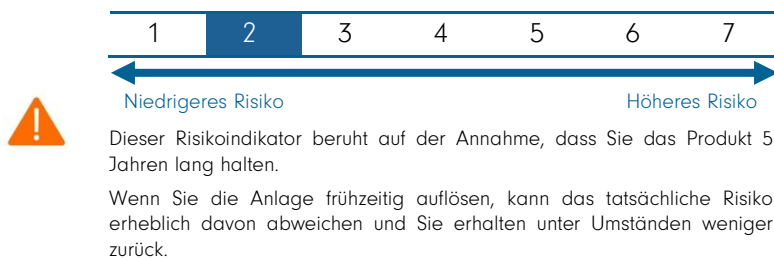 1 2 3 4 5 6 7
Niedrigeres Risiko Höheres Risiko
Dieser Risikoindikator beruht auf der Annahme, dass Sie das Produkt 5
Jahren lang halten.
Wenn Sie die Anlage frühzeitig auflösen, kann das tatsächliche Risiko
erheblich davon abweichen und Sie erhalten unter Umständen weniger
zurück.